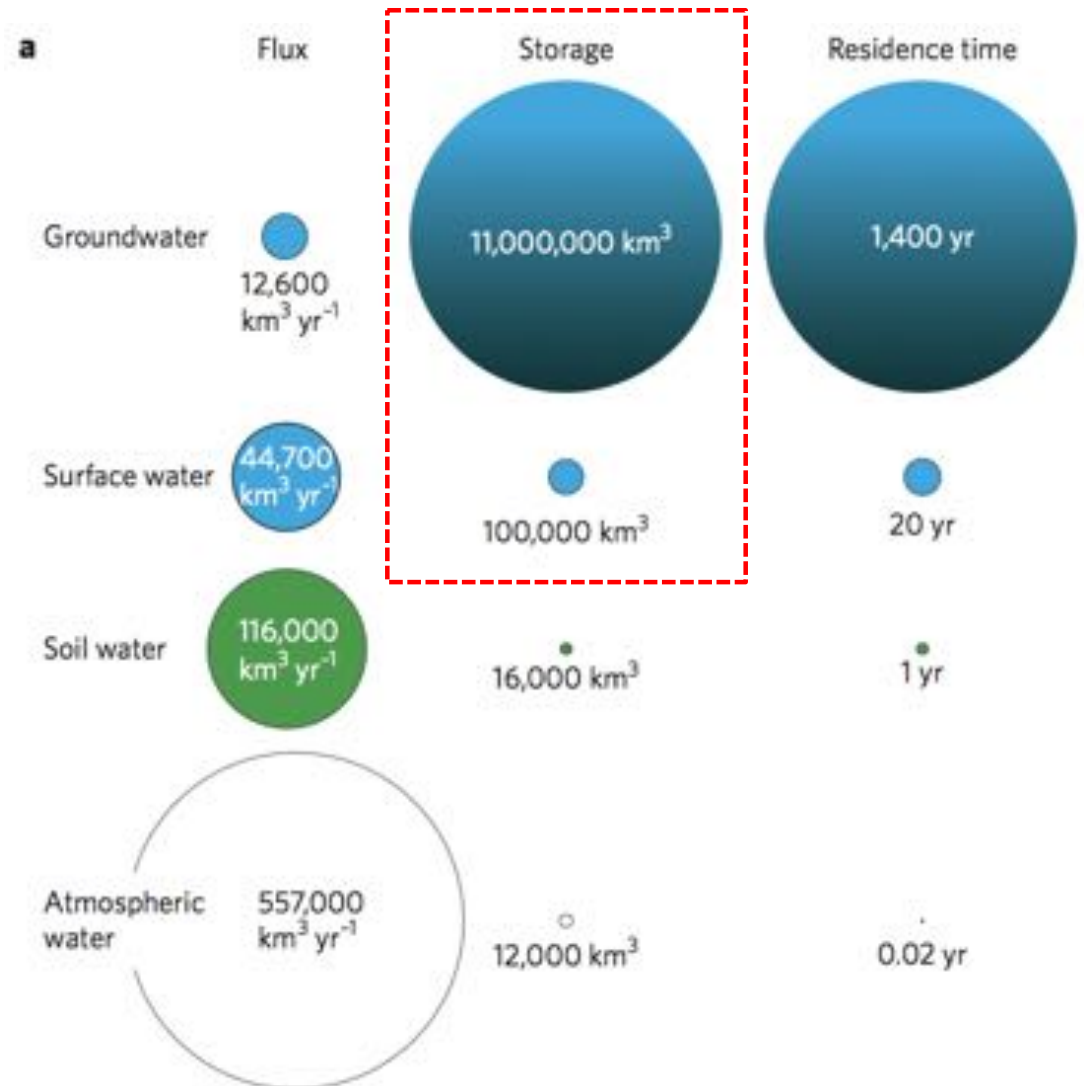 a
Flux
Storage
Residence time
Groundwater
12,600
km³ yr⁻¹
11,000,000 km³
1,400 yr
Surface water
44,700
km³ yr⁻¹
100,000 km³
20 yr
Soil water
116,000
km³ yr⁻¹
16,000 km³
1 yr
Atmospheric
water
557,000
km³ yr⁻¹
12,000 km³
0.02 yr